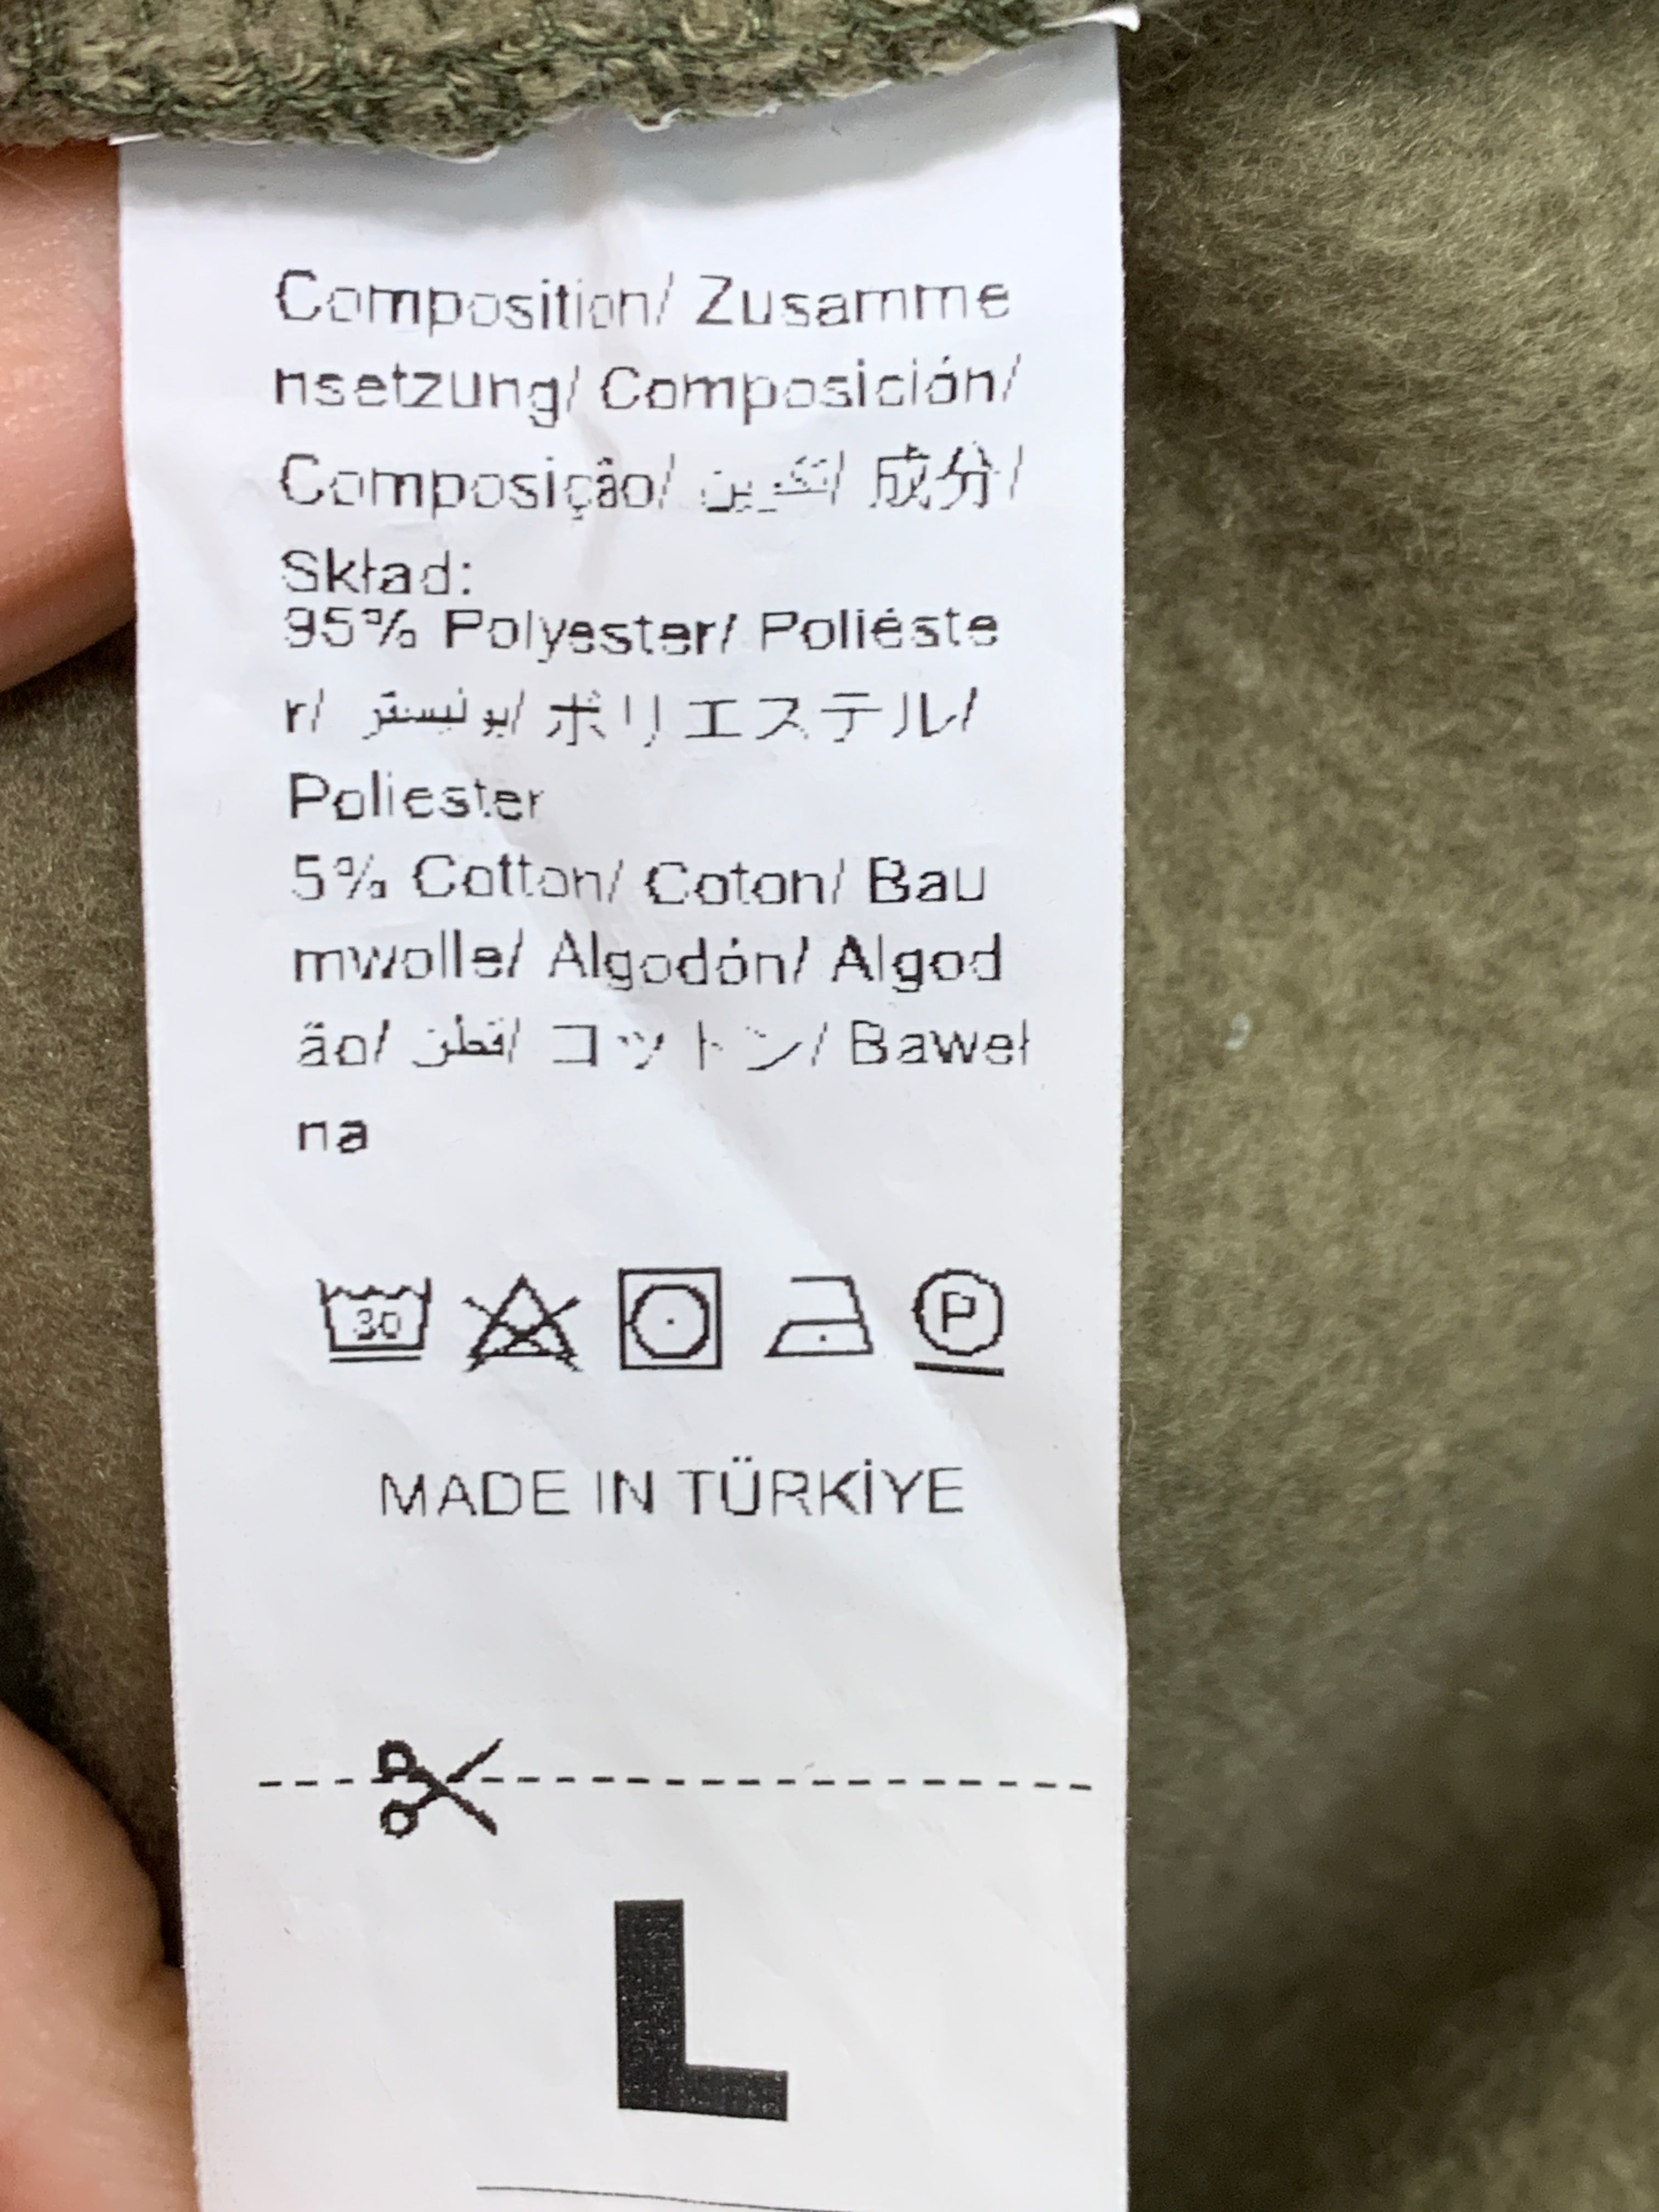 Composition/ Zusamme
nsetzung/ Composición/
Composição/ تكوين/ 成分/
Skład:
95% Polyester/ Poliéste
r/ بوليستر/ ポリエステル/
Poliester
5% Cotton/ Coton/ Bau
mwolle/ Algodón/ Algod
ão/ قطن/ コットン/ Baweł
na
30 P
MADE IN TÜRKİYE
L